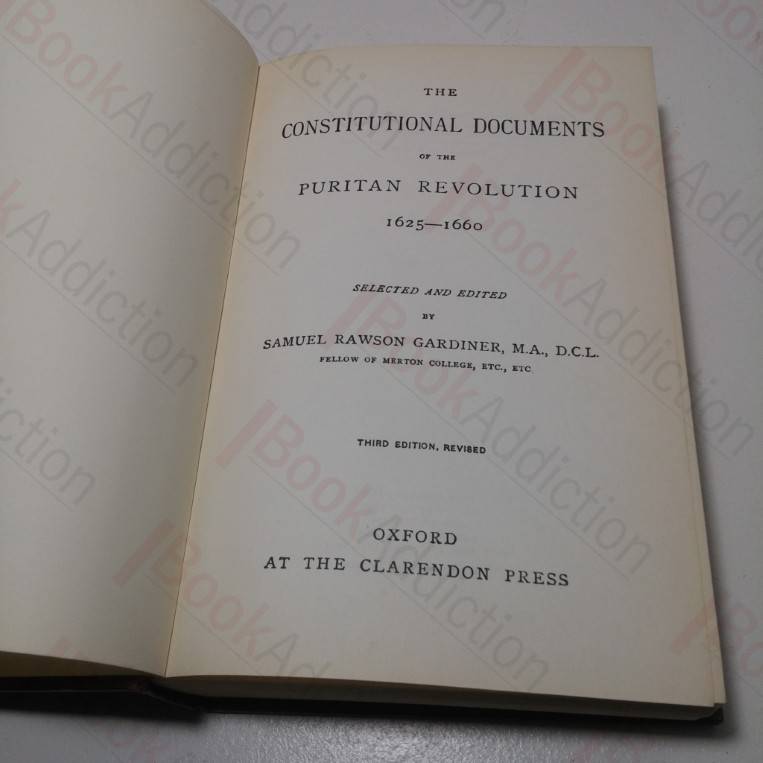 THE
CONSTITUTIONAL DOCUMENTS
OF THE
PURITAN REVOLUTION
1625—1660
SELECTED AND EDITED
BY
SAMUEL RAWSON GARDINER, M.A., D.C.L.
FELLOW OF MERTON COLLEGE, ETC., ETC.
THIRD EDITION, REVISED
OXFORD
AT THE CLARENDON PRESS
BookAddiction